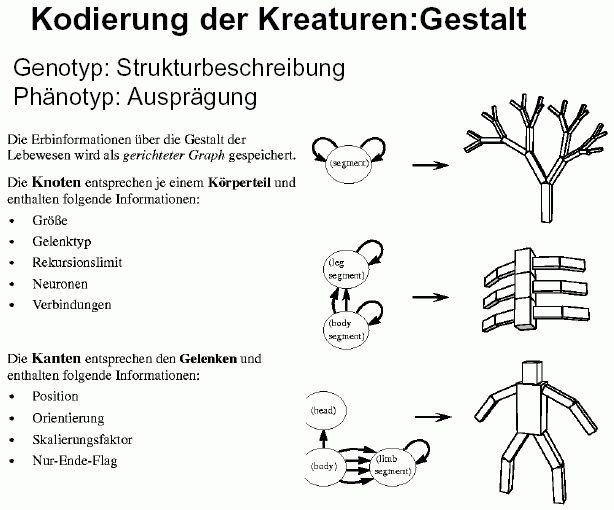 Kodierung der Kreaturen:Gestalt
Genotyp: Strukturbeschreibung
Phänotyp: Ausprägung
Die Erbinformationen über die Gestalt der
Lebewesen wird als gerichteter Graph gespeichert.
Die Knoten entsprechen je einem Körperteil und
enthalten folgende Informationen:
• Größe
• Gelenktyp
• Rekursionslimit
• Neuronen
• Verbindungen
Die Kanten entsprechen den Gelenken und
enthalten folgende Informationen:
• Position
• Orientierung
• Skalierungsfaktor
• Nur-Ende-Flag
(segment)
(leg
segment)
(body
segment)
(head)
(body)
(limb
segment)